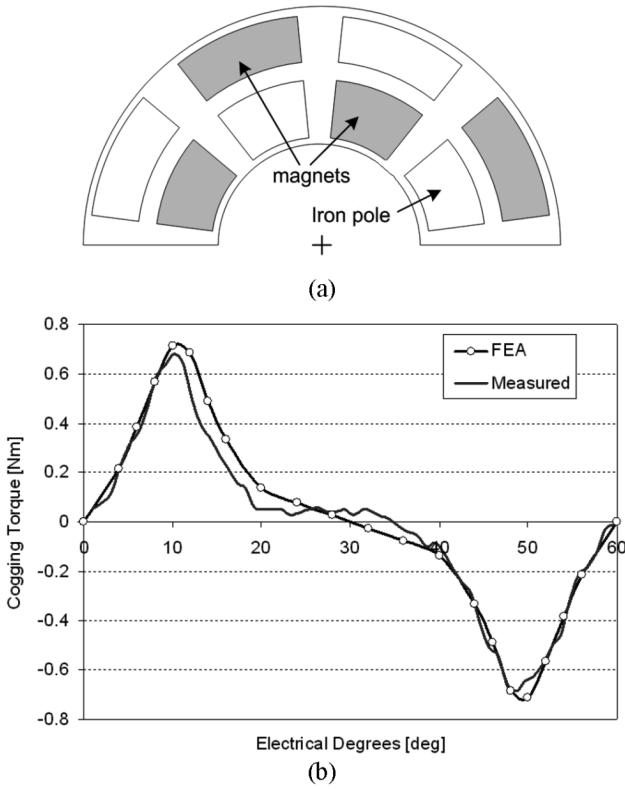 magnets
Iron pole
(a)
0.8
0.6
0.4
0.2
0
-0.2
-0.4
-0.6
-0.8
Cogging Torque [Nm]
FEA
Measured
0 10 20 30 40 50 60
Electrical Degrees [deg]
(b)